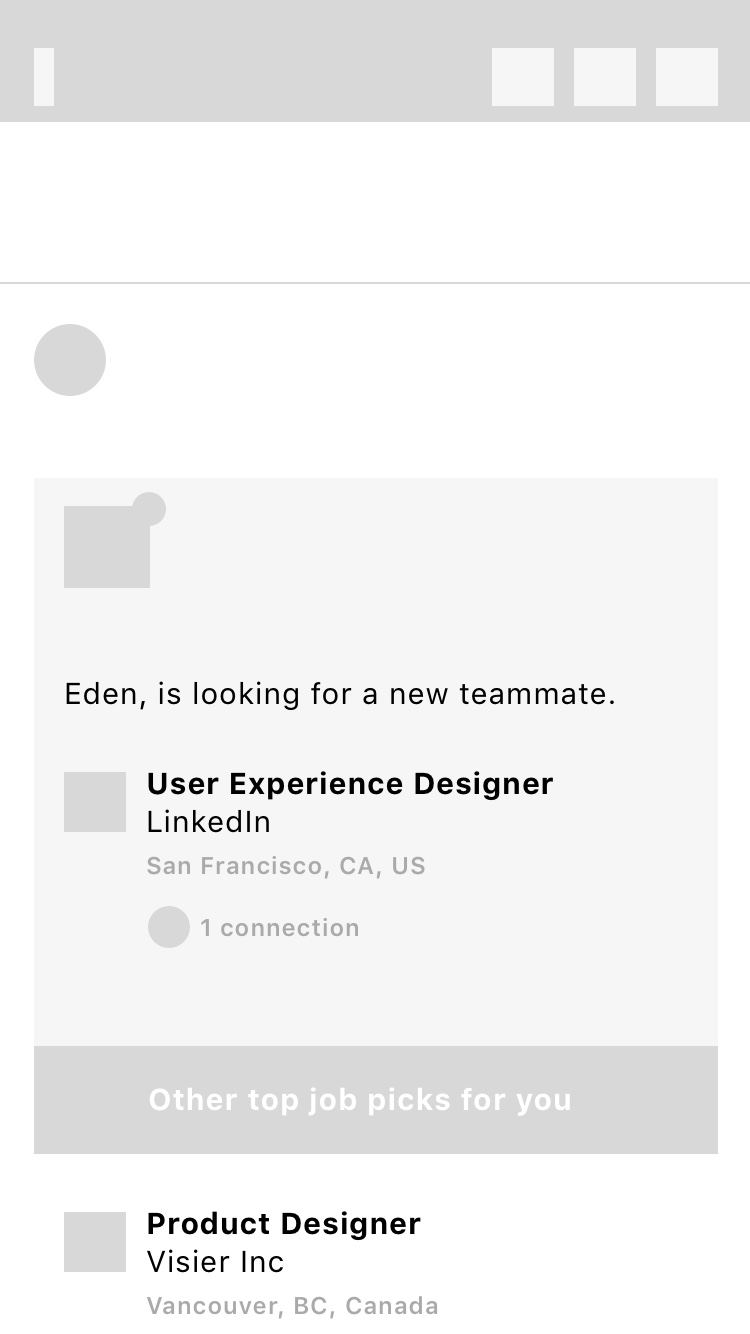 Eden, is looking for a new teammate.
User Experience Designer
LinkedIn
San Francisco, CA, US
1 connection
Other top job picks for you
Product Designer
Visier Inc
Vancouver, BC, Canada